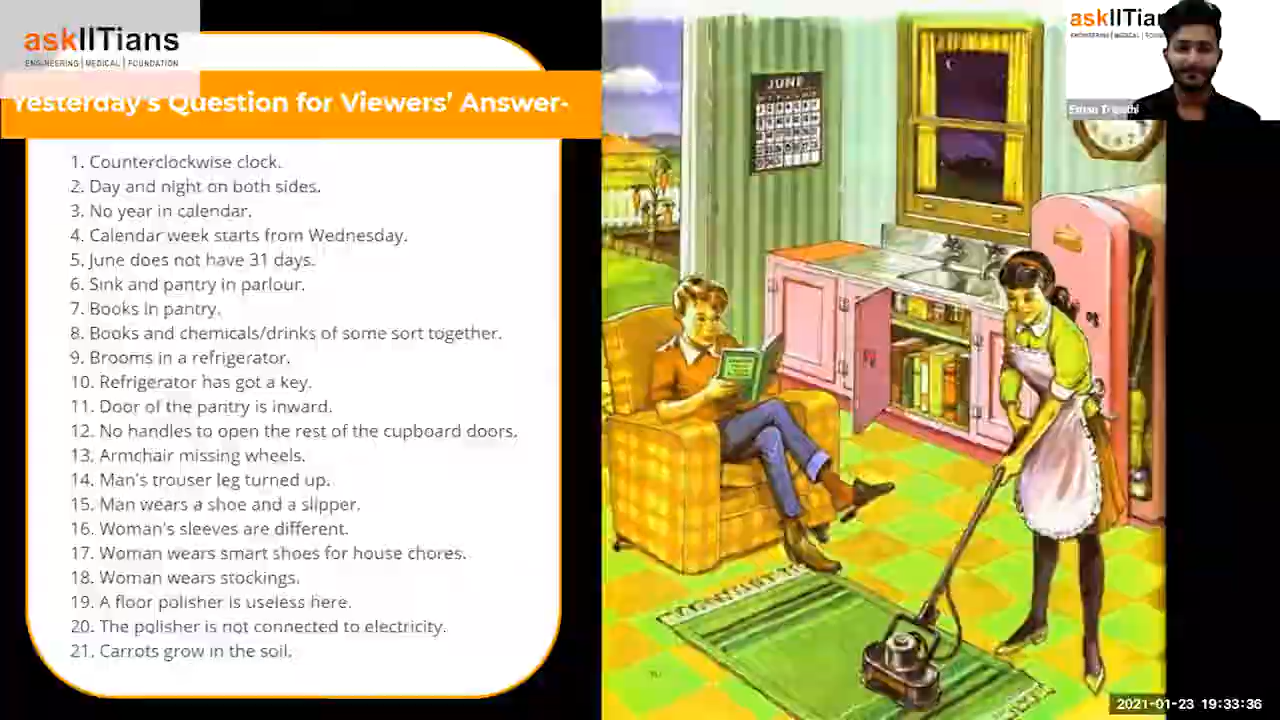 askIITians
ENGINEERING | MEDICAL | FOUNDATION
Yesterday's Question for Viewers' Answer-
1. Counterclockwise clock.
2. Day and night on both sides.
3. No year in calendar.
4. Calendar week starts from Wednesday.
5. June does not have 31 days.
6. Sink and pantry in parlour.
7. Books in pantry.
8. Books and chemicals/drinks of some sort together.
9. Brooms in a refrigerator.
10. Refrigerator has got a key.
11. Door of the pantry is inward.
12. No handles to open the rest of the cupboard doors.
13. Armchair missing wheels.
14. Man's trouser leg turned up.
15. Man wears a shoe and a slipper.
16. Woman's sleeves are different.
17. Woman wears smart shoes for house chores.
18. Woman wears stockings.
19. A floor polisher is useless here.
20. The polisher is not connected to electricity.
21. Carrots grow in the soil.
JUNE
askIITia
ENGINEERING | MEDICAL |
2021-01-23 19:33:36